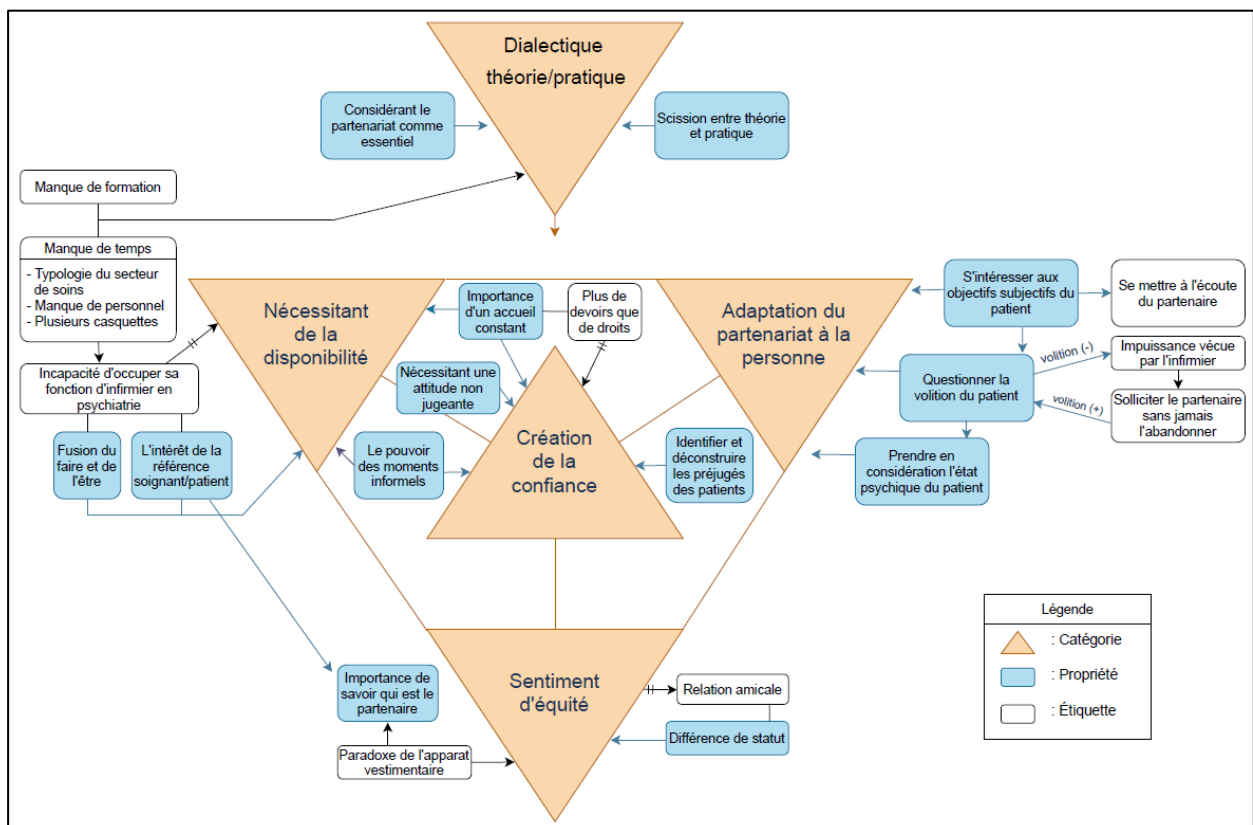 Dialectique
théorie/pratique
Considérant le
partenariat comme
essentiel
Scission entre théorie
et pratique
Manque de formation
Manque de temps
- Typologie du secteur
de soins
- Manque de personnel
- Plusieurs casquettes
Incapacité d'occuper sa
fonction d'infirmier en
psychiatrie
Fusion du
faire et de
l'être
L'intérêt de la
référence
soignant/patient
Nécessitant
de la
disponibilité
Importance
d'un accueil
constant
Plus de
devoirs que
de droits
Nécessitant une
attitude non
jugeante
Le pouvoir
des moments
informels
Création
de la
confiance
Identifier et
déconstruire
les préjugés
des patients
Adaptation du
partenariat à la
personne
S'intéresser aux
objectifs subjectifs du
patient
Se mettre à l'écoute
du partenaire
Questionner la
volition du patient
volition (-)
Impuissance vécue
par l'infirmier
volition (+)
Solliciter le partenaire
sans jamais
l'abandonner
Prendre en
considération l'état
psychique du patient
Importance de
savoir qui est le
partenaire
Paradoxe de l'apparat
vestimentaire
Sentiment
d'équité
Relation amicale
Différence de statut
Légende
: Catégorie
: Propriété
: Étiquette